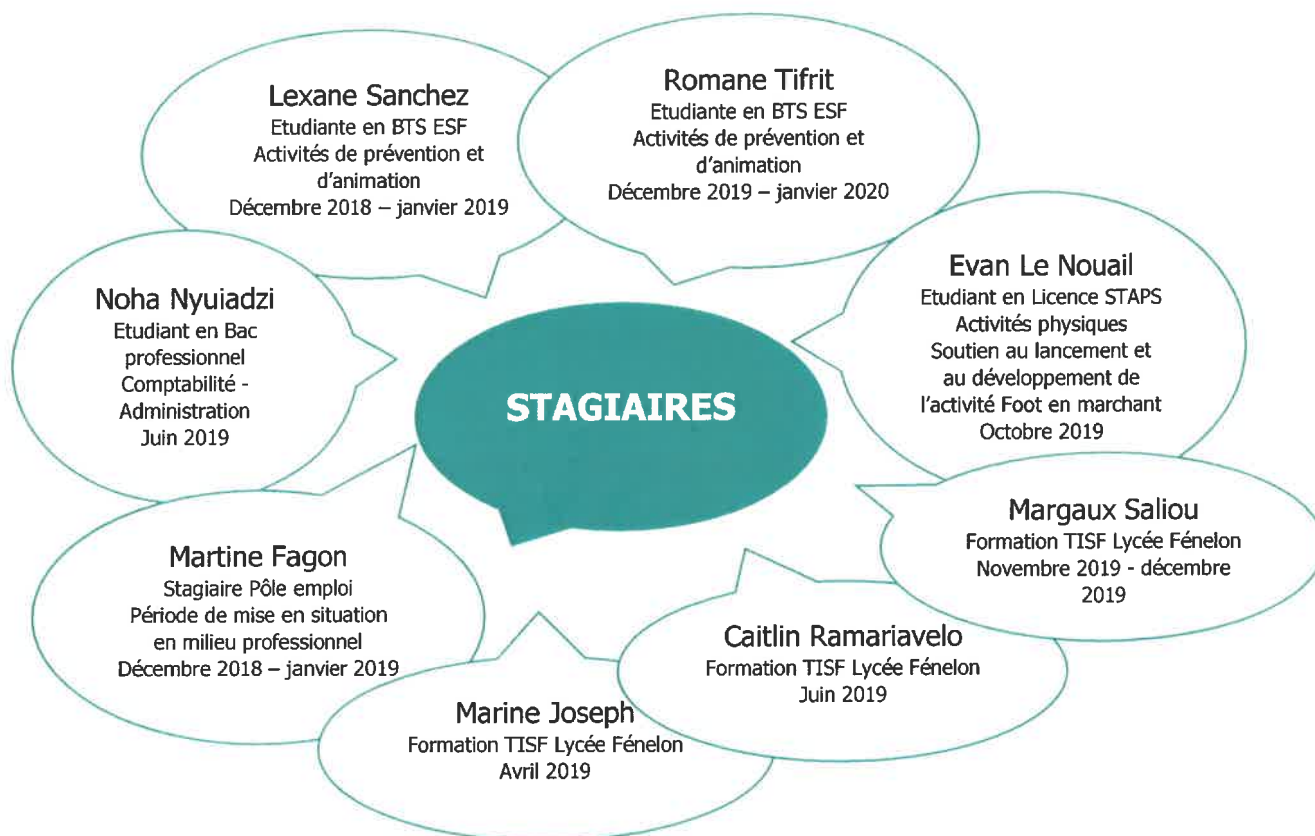 Lexane Sanchez
Etudiante en BTS ESF
Activités de prévention et
d'animation
Décembre 2018 – janvier 2019
Romane Tifrit
Etudiante en BTS ESF
Activités de prévention et
d'animation
Décembre 2019 – janvier 2020
Evan Le Nouail
Etudiant en Licence STAPS
Activités physiques
Soutien au lancement et
au développement de
l'activité Foot en marchant
Octobre 2019
Noha Nyuiadzi
Etudiant en Bac
professionnel
Comptabilité -
Administration
Juin 2019
STAGIAIRES
Margaux Saliou
Formation TISF Lycée Fénelon
Novembre 2019 - décembre
2019
Martine Fagon
Stagiaire Pôle emploi
Période de mise en situation
en milieu professionnel
Décembre 2018 – janvier 2019
Caitlin Ramariavelo
Formation TISF Lycée Fénelon
Juin 2019
Marine Joseph
Formation TISF Lycée Fénelon
Avril 2019